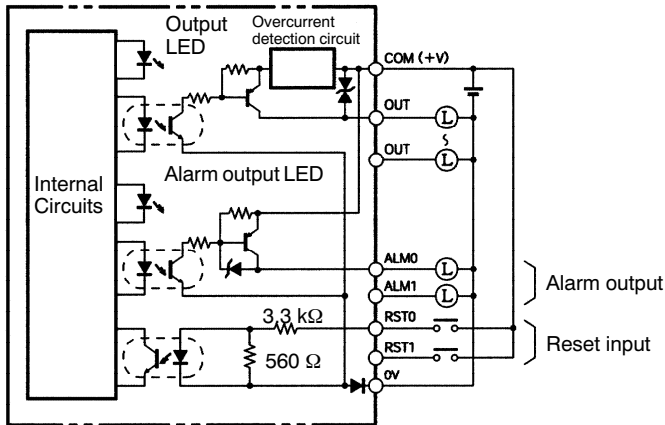 Output
LED
Overcurrent
detection circuit
COM (+V)
OUT
L
OUT
L
Internal
Circuits
Alarm output LED
ALM0
L
ALM1
L
Alarm output
3.3 kΩ
RST0
560 Ω
RST1
Reset input
0V